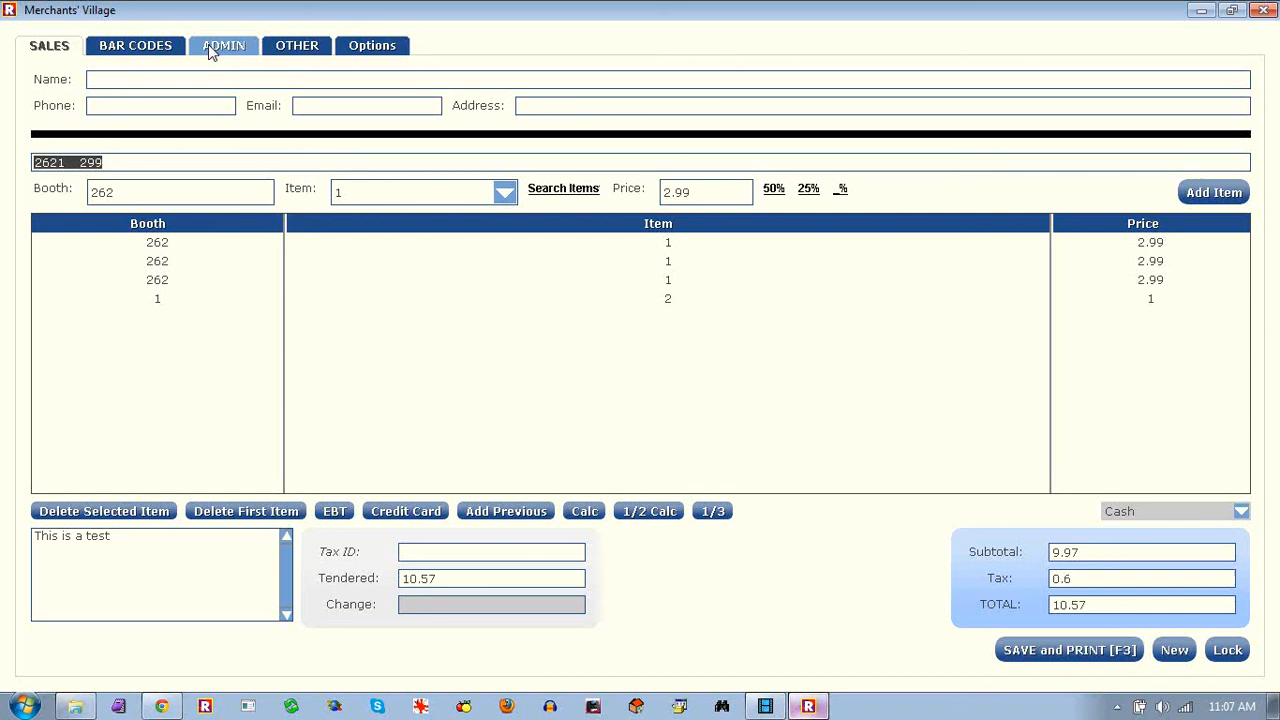 Merchants' Village
SALES BAR CODES ADMIN OTHER Options
Name:
Phone: Email: Address:
2621 299
Booth: 262 Item: 1 Search Items Price: 2.99 50% 25% _% Add Item
Booth Item Price
262 1 2.99
262 1 2.99
262 1 2.99
1 2 1
Delete Selected Item Delete First Item EBT Credit Card Add Previous Calc 1/2 Calc 1/3 Cash
This is a test
Tax ID: Subtotal: 9.97
Tendered: 10.57 Tax: 0.6
Change: TOTAL: 10.57
SAVE and PRINT [F3] New Lock
11:07 AM